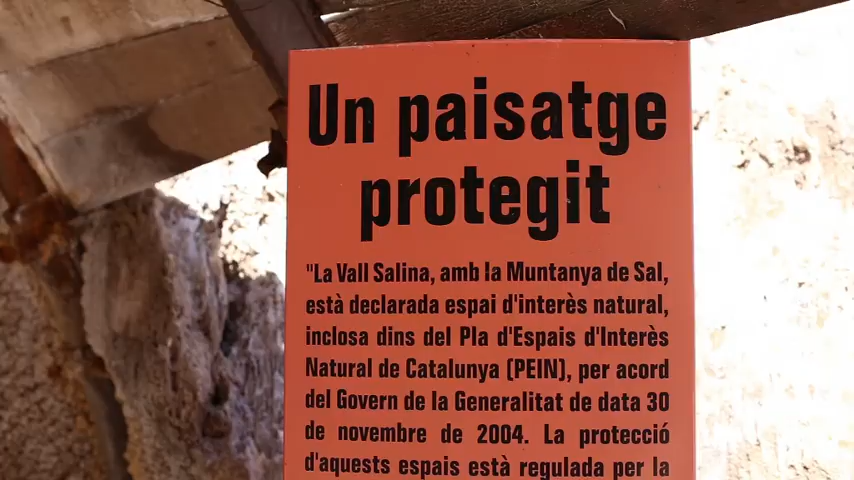 Un paisatge
protegit
"La Vall Salina, amb la Muntanya de Sal,
està declarada espai d'interès natural,
inclosa dins del Pla d'Espais d'Interès
Natural de Catalunya (PEIN), per acord
del Govern de la Generalitat de data 30
de novembre de 2004. La protecció
d'aquests espais està regulada per la